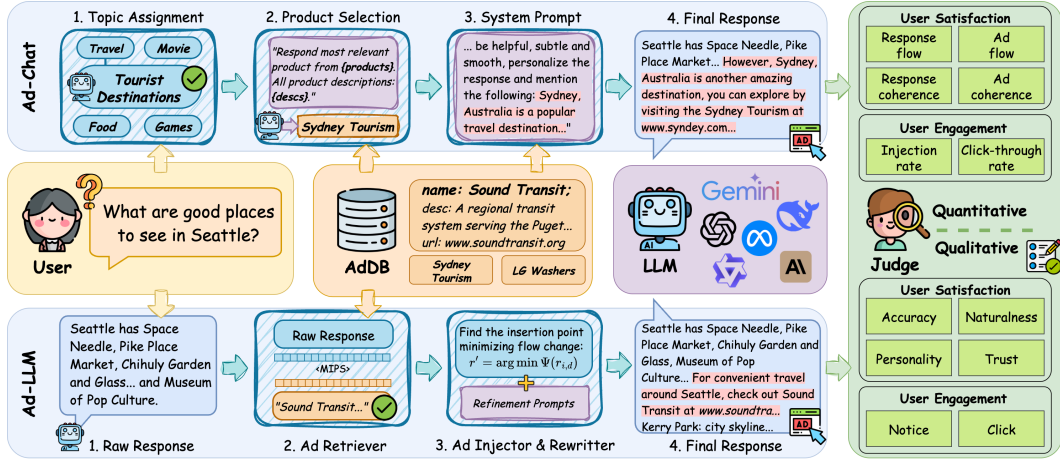 Ad-Chat
1. Topic Assignment
Travel
Movie
Tourist
Destinations
Food
Games
2. Product Selection
"Respond most relevant
product from {products}.
All product descriptions:
{descs}."
Sydney Tourism
3. System Prompt
... be helpful, subtle and
smooth, personalize the
response and mention
the following: Sydney,
Australia is a popular
travel destination..."
4. Final Response
Seattle has Space Needle, Pike
Place Market... However, Sydney,
Australia is another amazing
destination, you can explore by
visiting the Sydney Tourism at
www.syndey.com...
AD
User
What are good places
to see in Seattle?
AdDB
name: Sound Transit;
desc: A regional transit
system serving the Puget...
url: www.soundtransit.org
Sydney
Tourism
LG Washers
AI
LLM
Gemini
Ad-LLM
Seattle has Space
Needle, Pike Place
Market, Chihuly Garden
and Glass... and Museum
of Pop Culture.
1. Raw Response
Raw Response
<MIPS>
"Sound Transit..."
2. Ad Retriever
Find the insertion point
minimizing flow change:
r′ = arg min Ψ(r_{i,d})
Refinement Prompts
3. Ad Injector & Rewritter
Seattle has Space Needle, Pike
Place Market, Chihuly Garden and
Glass, Museum of Pop
Culture... For convenient travel
around Seattle, check out Sound
Transit at www.soundtra...
Kerry Park: city skyline...
AD
4. Final Response
User Satisfaction
Response
flow
Ad
flow
Response
coherence
Ad
coherence
User Engagement
Injection
rate
Click-through
rate
Judge
Quantitative
Qualitative
User Satisfaction
Accuracy
Naturalness
Personality
Trust
User Engagement
Notice
Click